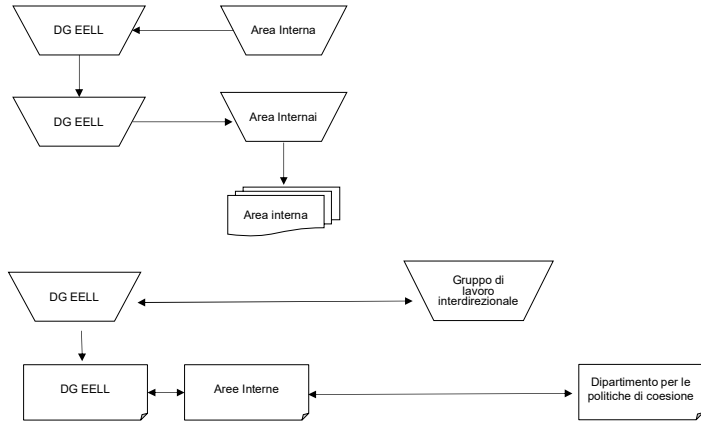 DG EELL
Area Interna
DG EELL
Area Internai
Area interna
DG EELL
Gruppo di
lavoro
interdirezionale
DG EELL
Aree Interne
Dipartimento per le
politiche di coesione